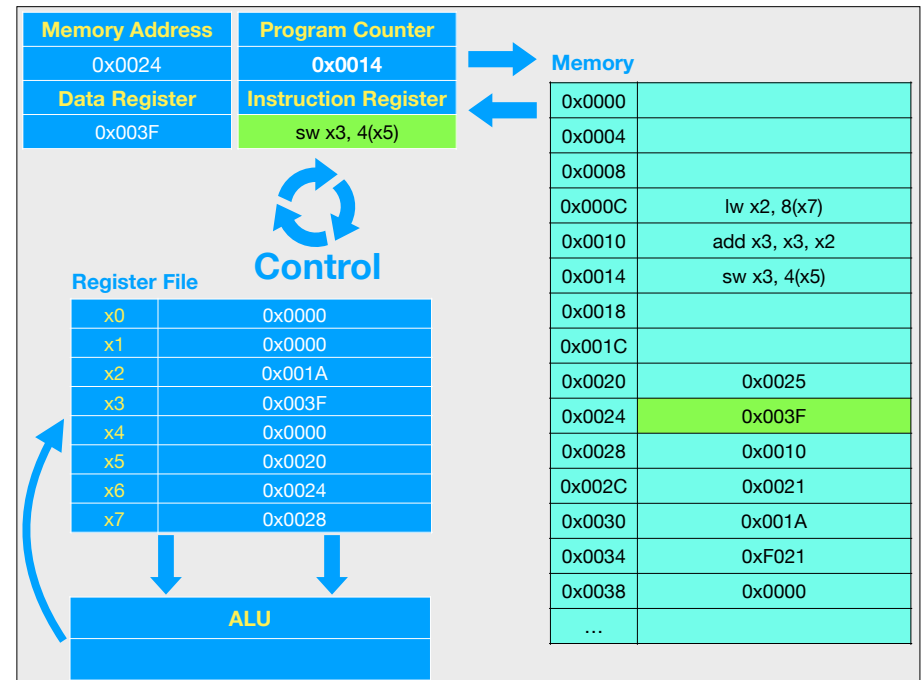 Memory Address Program Counter
0x0024 0x0014
Data Register Instruction Register
0x003F sw x3, 4(x5)
Control
Register File
x0 0x0000
x1 0x0000
x2 0x001A
x3 0x003F
x4 0x0000
x5 0x0020
x6 0x0024
x7 0x0028
ALU
Memory
0x0000
0x0004
0x0008
0x000C lw x2, 8(x7)
0x0010 add x3, x3, x2
0x0014 sw x3, 4(x5)
0x0018
0x001C
0x0020 0x0025
0x0024 0x003F
0x0028 0x0010
0x002C 0x0021
0x0030 0x001A
0x0034 0xF021
0x0038 0x0000
…